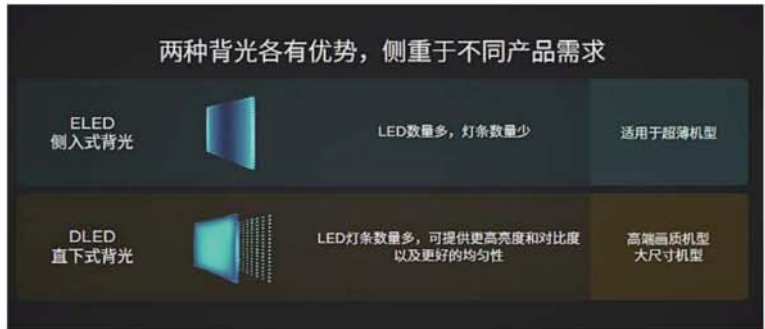 两种背光各有优势，侧重于不同产品需求
ELED
侧入式背光
LED数量多，灯条数量少
适用于超薄机型
DLED
直下式背光
LED灯条数量多，可提供更高亮度和对比度
以及更好的均匀性
高端画质机型
大尺寸机型